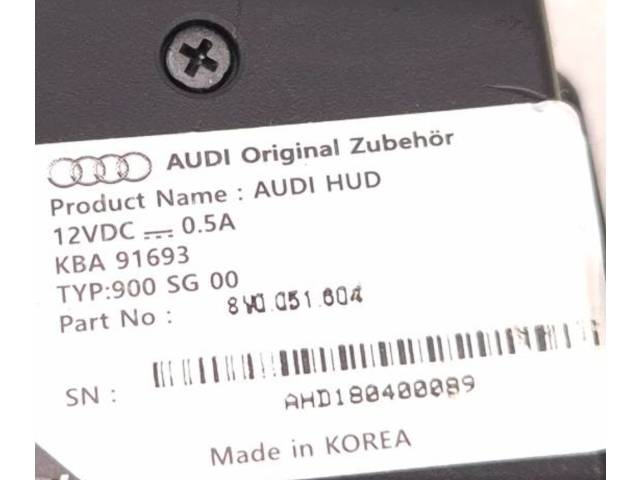 AUDI Original Zubehör
Product Name : AUDI HUD
12VDC ⎓ 0.5A
KBA 91693
TYP:900 SG 00
Part No : 8V0.051.604
SN :
AHD180400089
Made in KOREA